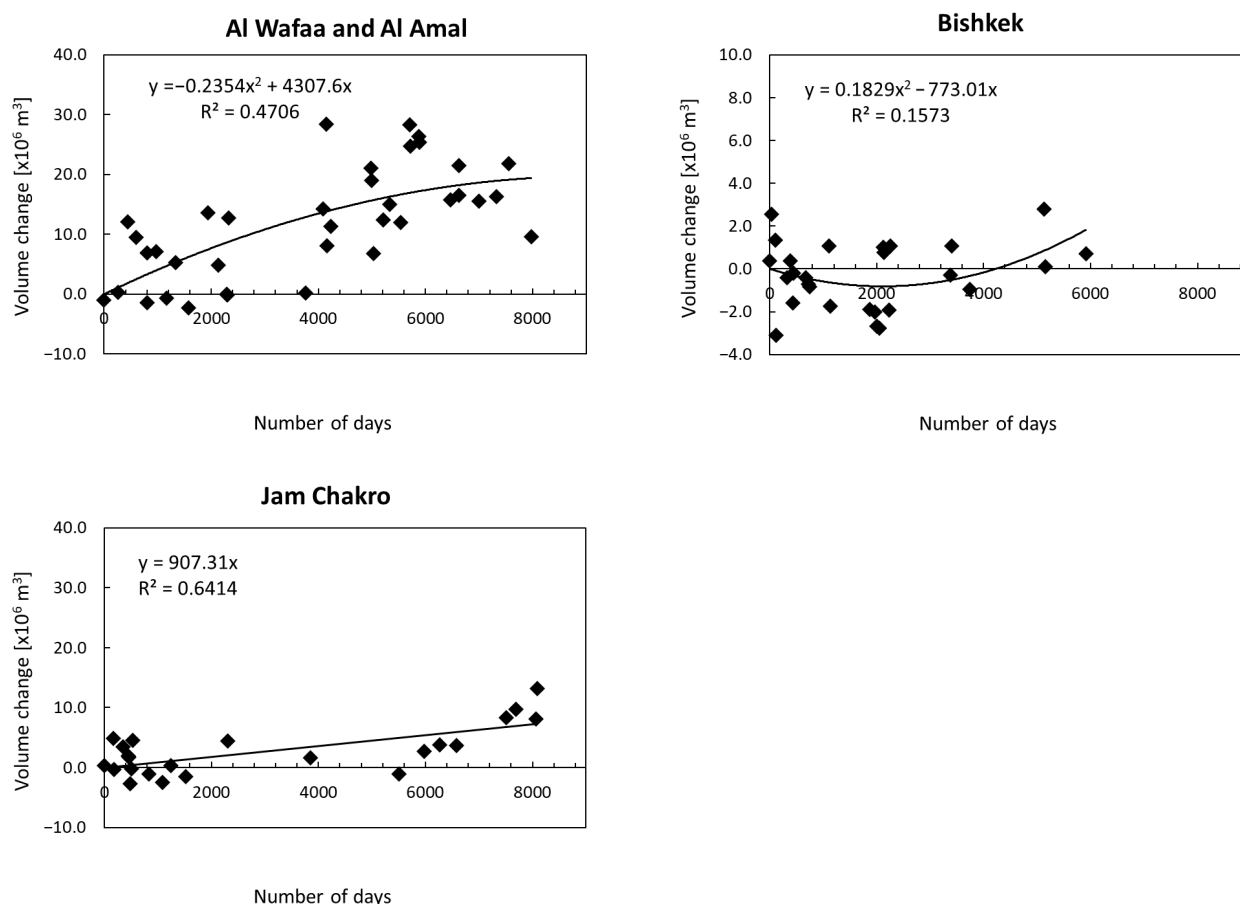 Al Wafaa and Al Amal
40.0
30.0
20.0
10.0
0.0
−10.0
Volume change [x10⁶ m³]
y =−0.2354x² + 4307.6x
R² = 0.4706
0 2000 4000 6000 8000
Number of days
Bishkek
10.0
8.0
6.0
4.0
2.0
0.0
−2.0
−4.0
Volume change [x10⁶ m³]
y = 0.1829x² − 773.01x
R² = 0.1573
0 2000 4000 6000 8000
Number of days
Jam Chakro
40.0
30.0
20.0
10.0
0.0
−10.0
Volume change [x10⁶ m³]
y = 907.31x
R² = 0.6414
0 2000 4000 6000 8000
Number of days